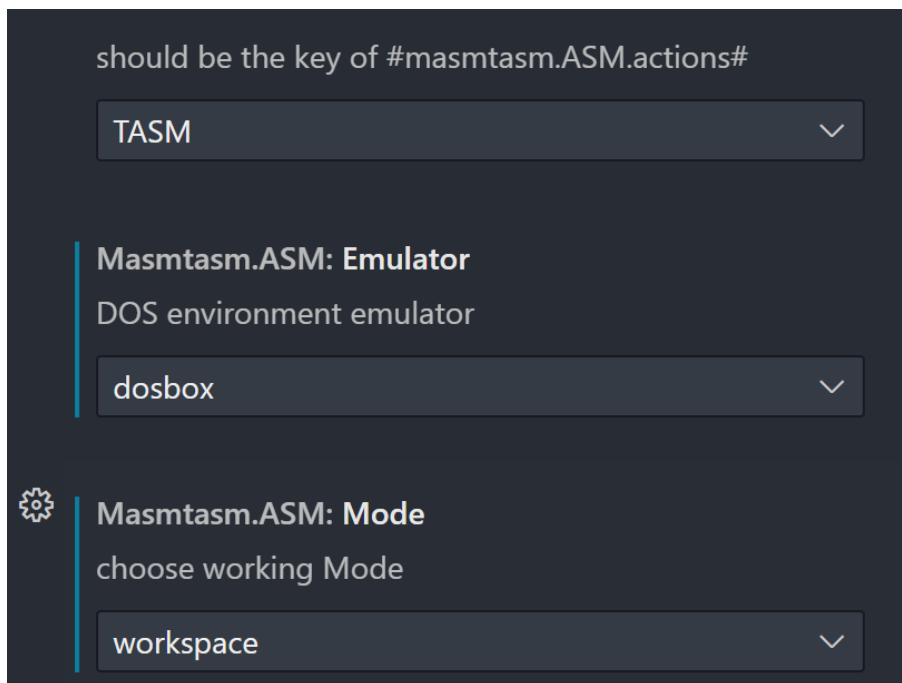 should be the key of #masmtasm.ASM.actions#
TASM
Masmtasm.ASM: Emulator
DOS environment emulator
dosbox
Masmtasm.ASM: Mode
choose working Mode
workspace